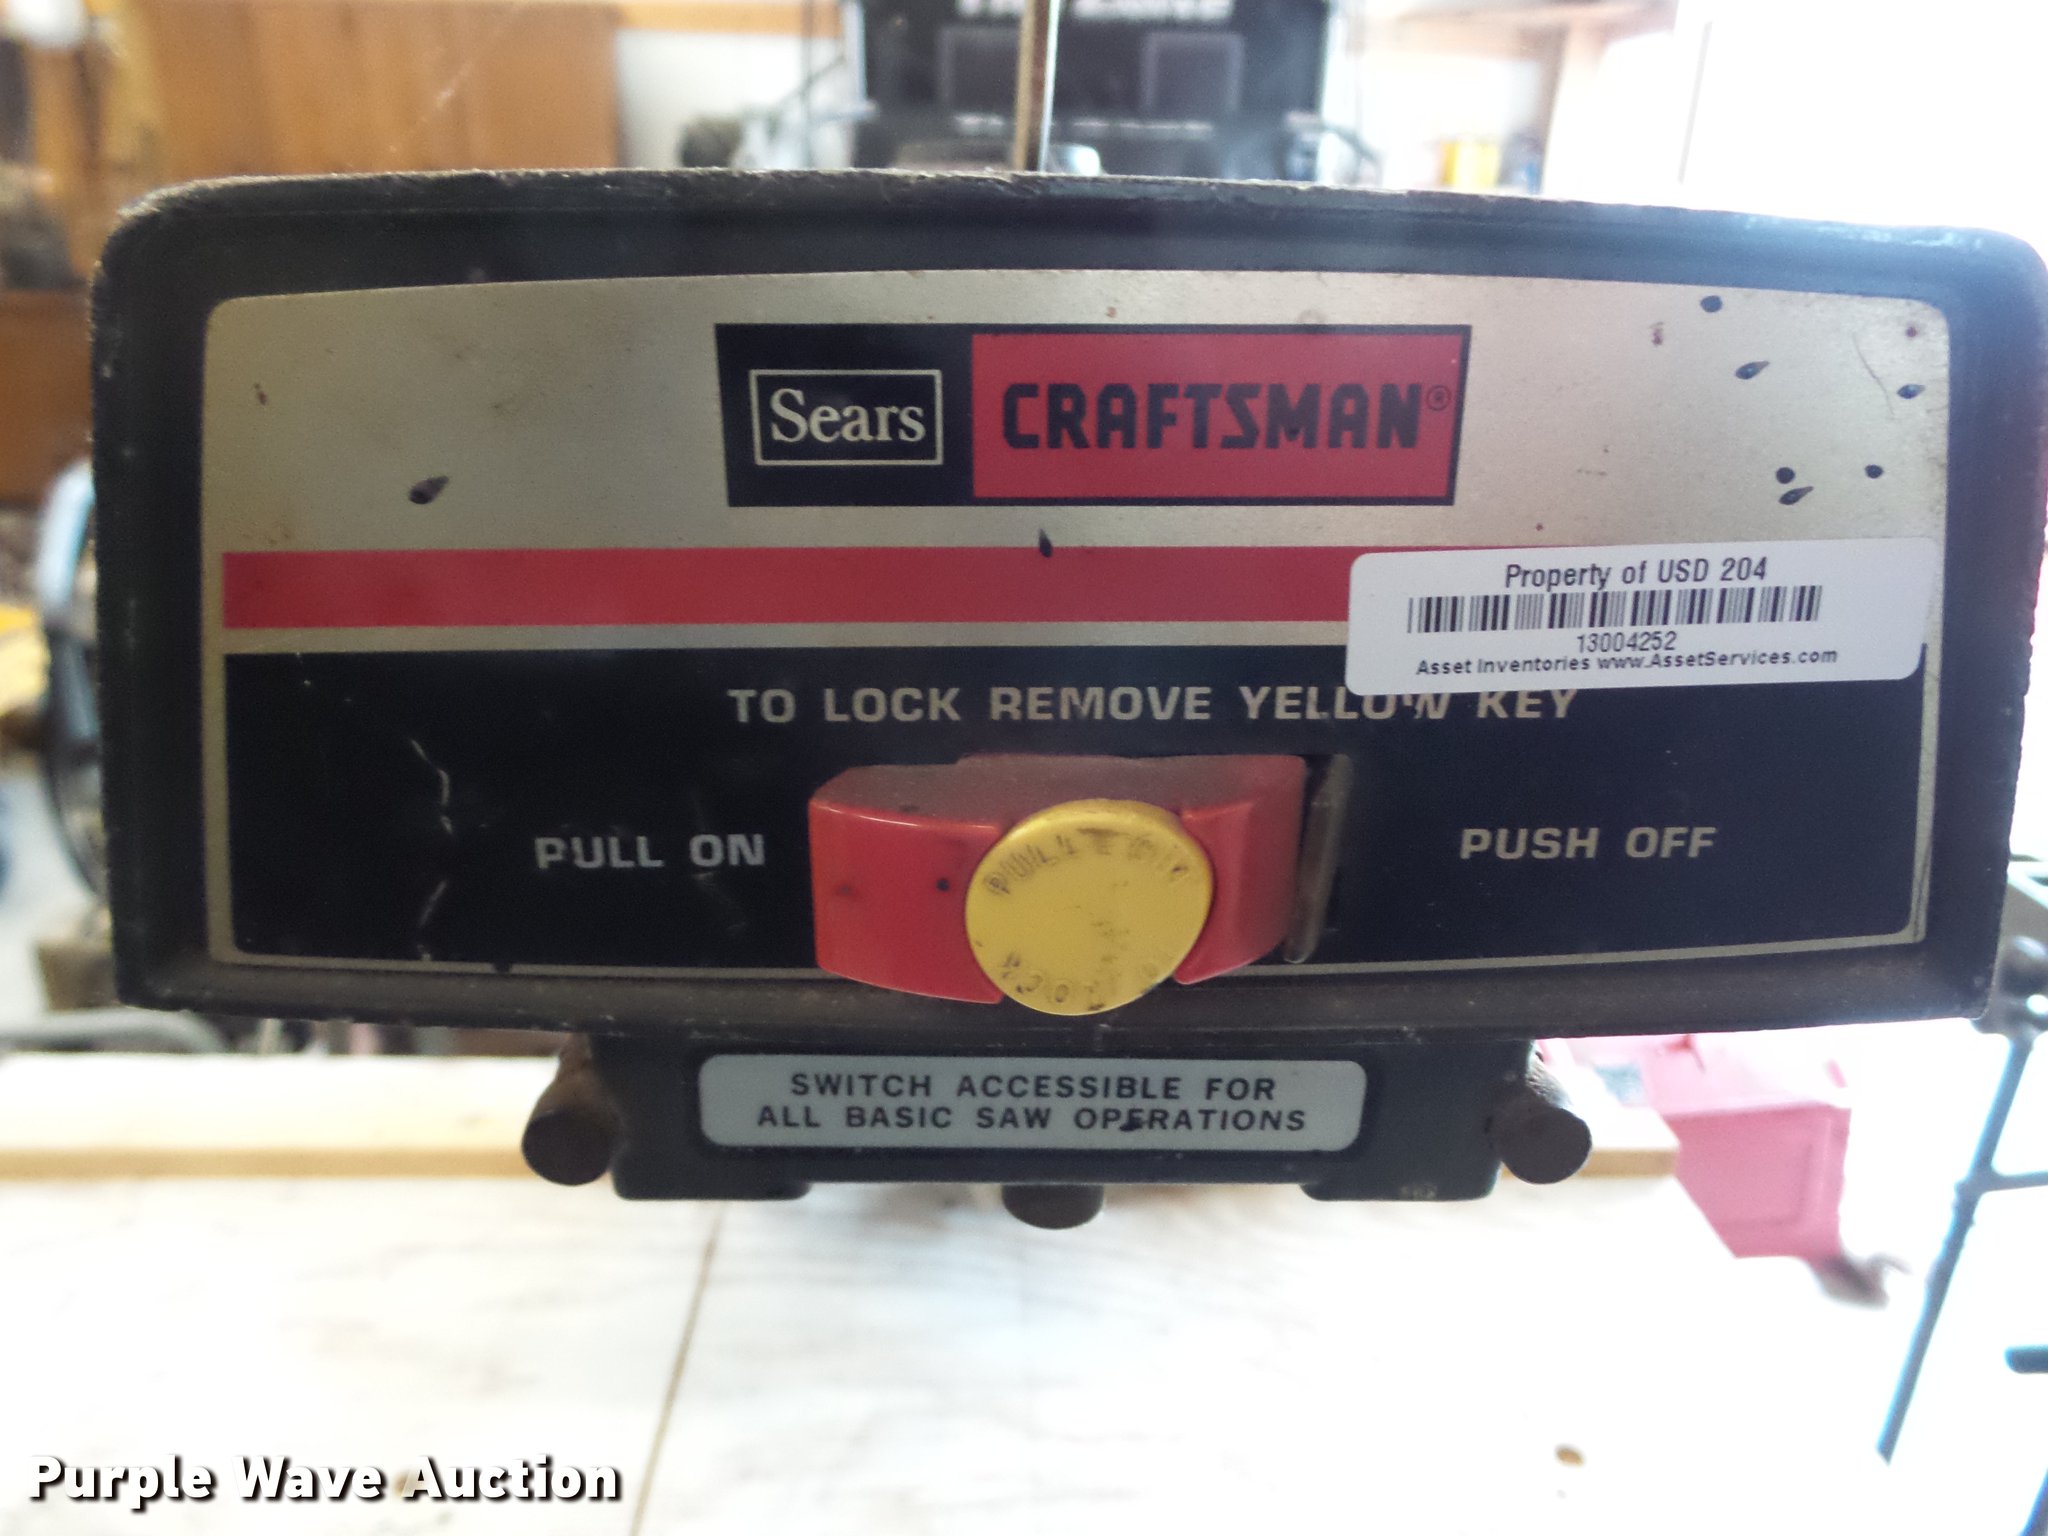 Sears CRAFTSMAN®
Property of USD 204
13004252
Asset Inventories www.AssetServices.com
TO LOCK REMOVE YELLOW KEY
PULL ON
PUSH OFF
SWITCH ACCESSIBLE FOR
ALL BASIC SAW OPERATIONS
Purple Wave Auction